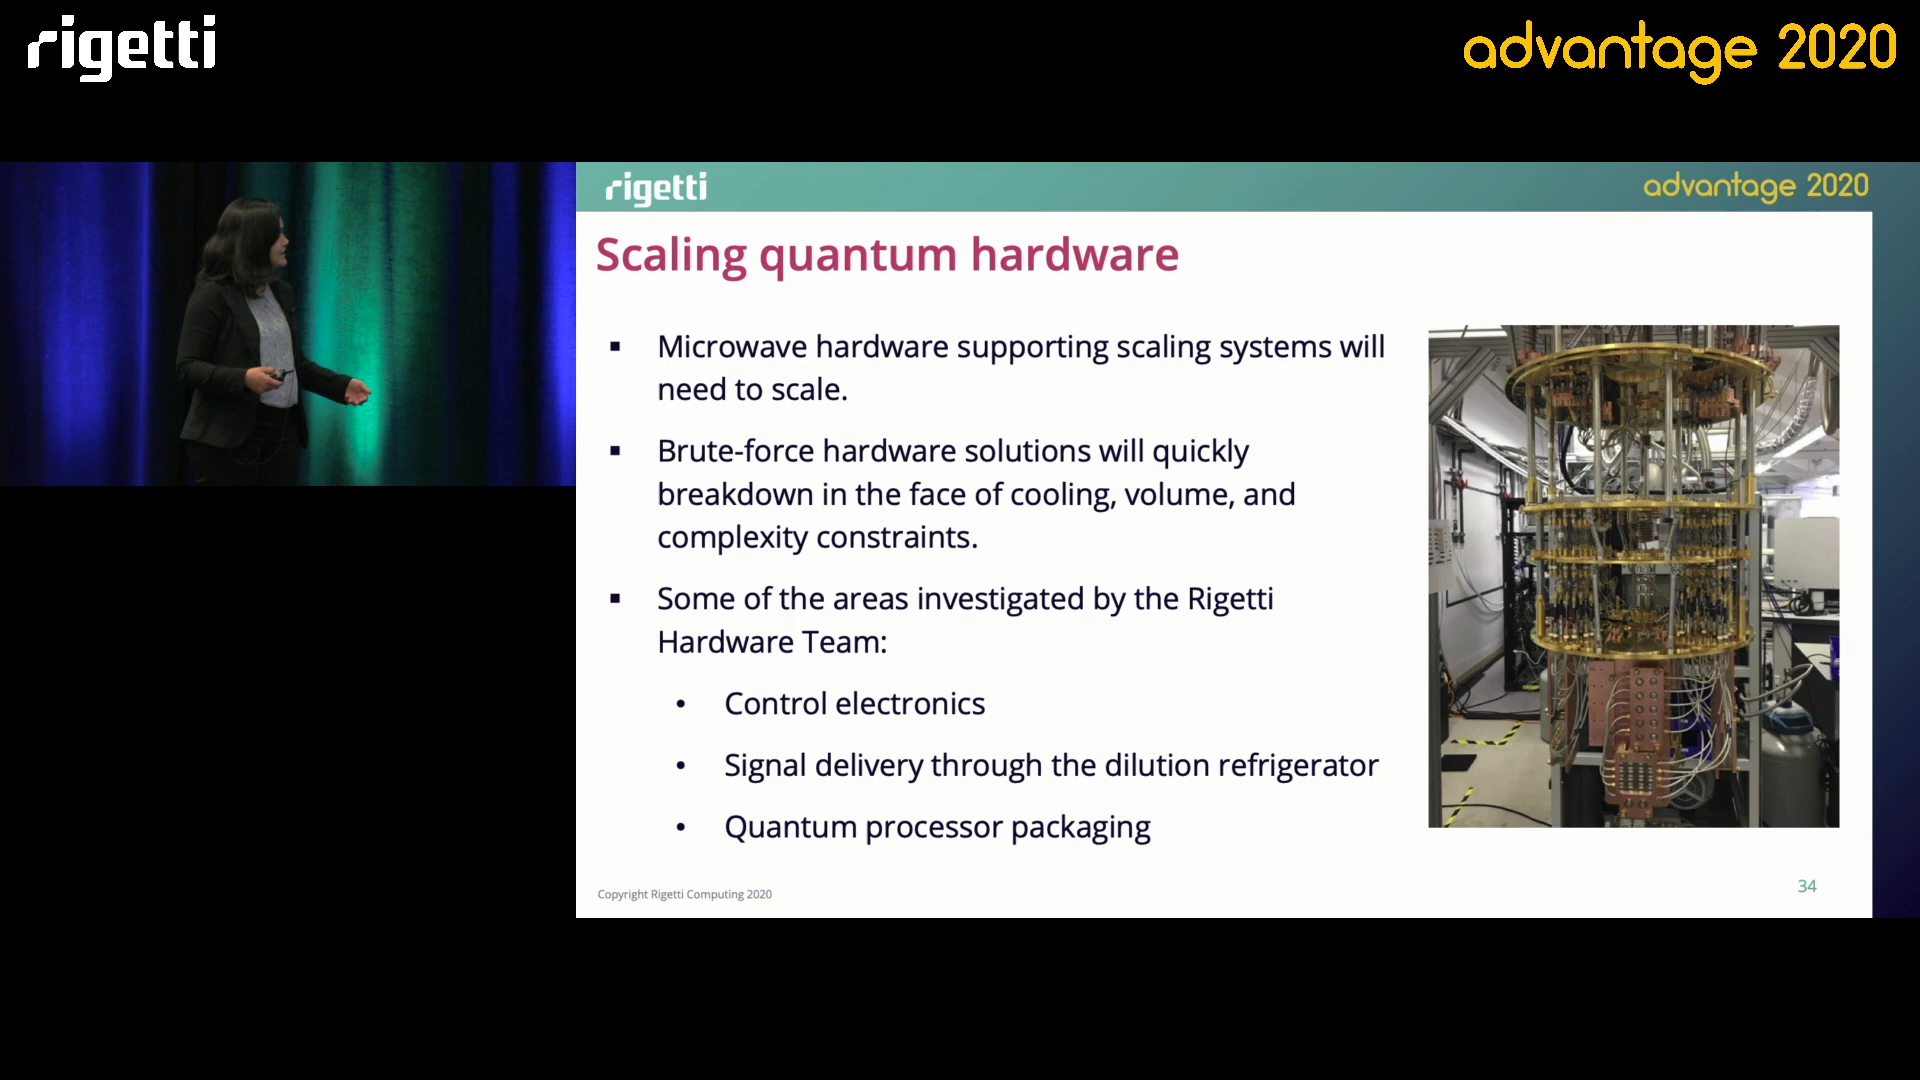 rigetti
advantage 2020
rigetti
advantage 2020
Scaling quantum hardware
▪ Microwave hardware supporting scaling systems will
need to scale.
▪ Brute-force hardware solutions will quickly
breakdown in the face of cooling, volume, and
complexity constraints.
▪ Some of the areas investigated by the Rigetti
Hardware Team:
• Control electronics
• Signal delivery through the dilution refrigerator
• Quantum processor packaging
Copyright Rigetti Computing 2020
34